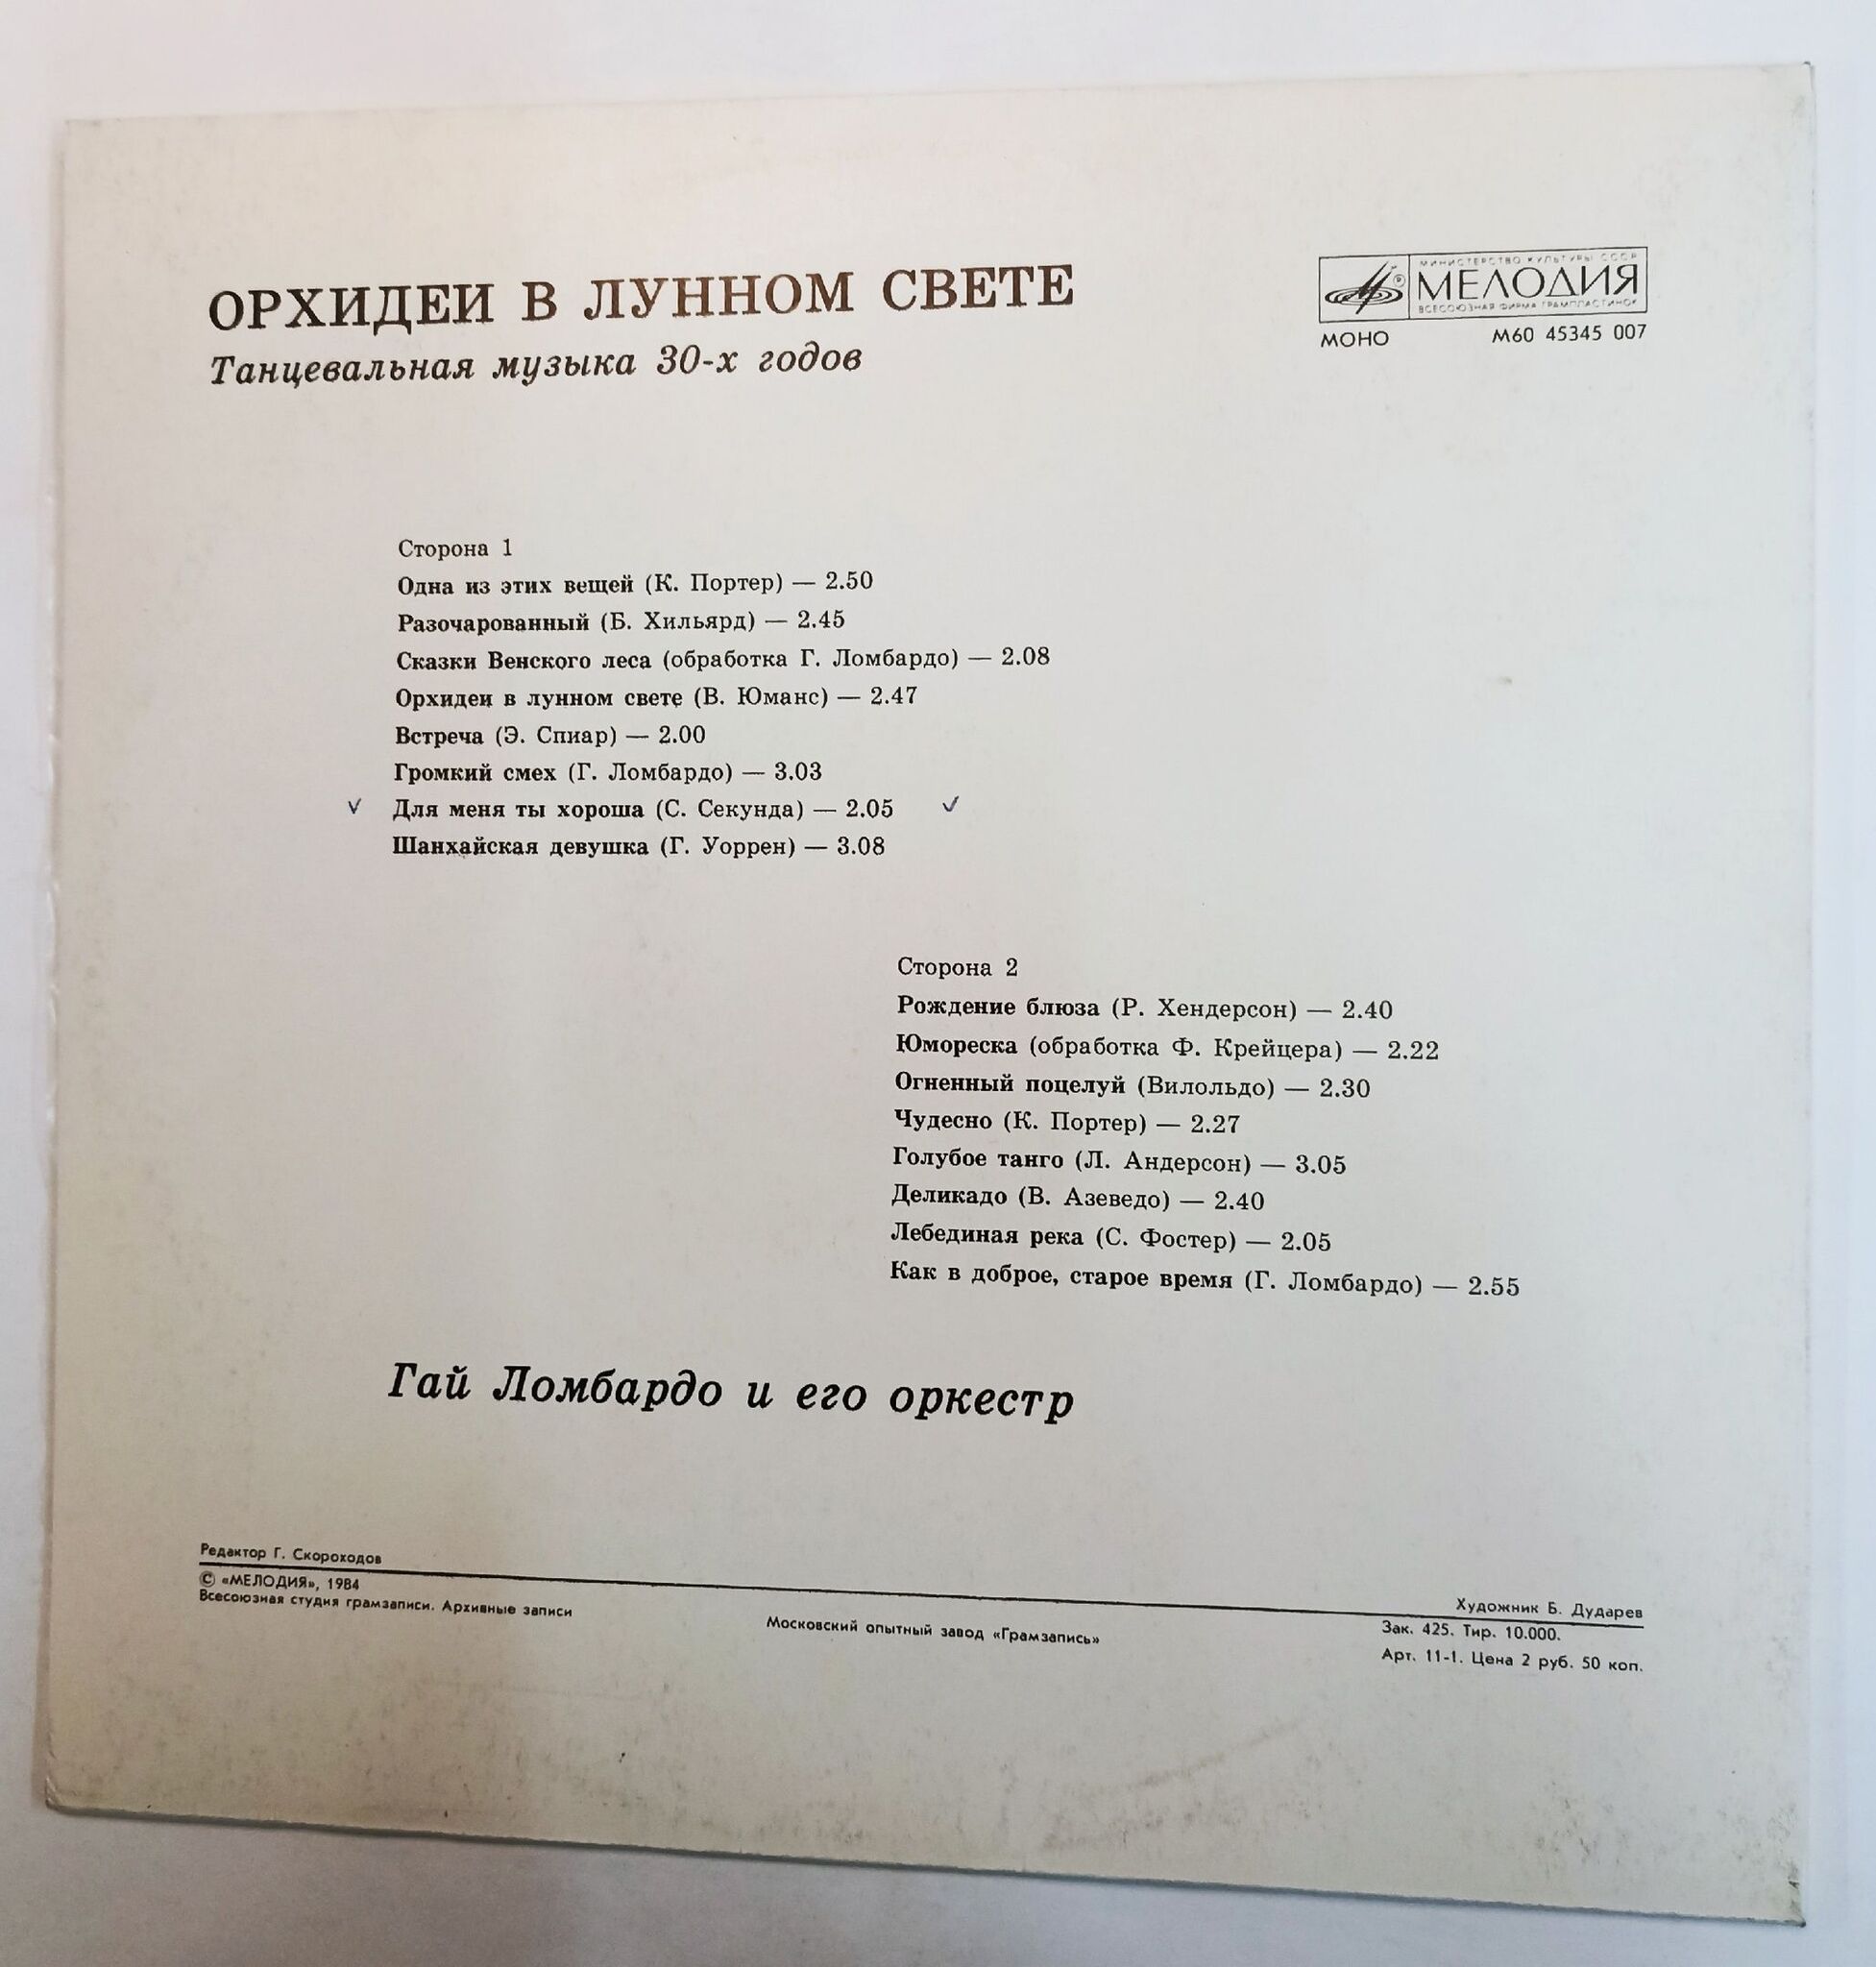 ОРХИДЕИ В ЛУННОМ СВЕТЕ
Танцевальная музыка 30-х годов
МИНИСТЕРСТВО КУЛЬТУРЫ СССР
МЕЛОДИЯ
ВСЕСОЮЗНАЯ ФИРМА ГРАМПЛАСТИНОК
МОНО М60 45345 007
Сторона 1
Одна из этих вещей (К. Портер) — 2.50
Разочарованный (Б. Хильярд) — 2.45
Сказки Венского леса (обработка Г. Ломбардо) — 2.08
Орхидеи в лунном свете (В. Юманс) — 2.47
Встреча (Э. Спиар) — 2.00
Громкий смех (Г. Ломбардо) — 3.03
Для меня ты хороша (С. Секунда) — 2.05
Шанхайская девушка (Г. Уоррен) — 3.08
Сторона 2
Рождение блюза (Р. Хендерсон) — 2.40
Юмореска (обработка Ф. Крейцера) — 2.22
Огненный поцелуй (Вилольдо) — 2.30
Чудесно (К. Портер) — 2.27
Голубое танго (Л. Андерсон) — 3.05
Деликадо (В. Азеведо) — 2.40
Лебединая река (С. Фостер) — 2.05
Как в доброе, старое время (Г. Ломбардо) — 2.55
Гай Ломбардо и его оркестр
Редактор Г. Скороходов
© «МЕЛОДИЯ», 1984
Всесоюзная студия грамзаписи. Архивные записи
Московский опытный завод «Грамзапись»
Художник Б. Дударев
Зак. 425. Тир. 10.000.
Арт. 11-1. Цена 2 руб. 50 коп.